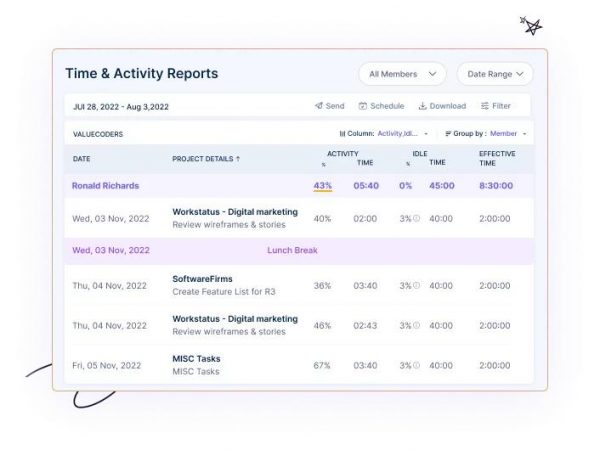 Time & Activity Reports
All Members
Date Range
JUl 28, 2022 - Aug 3,2022
Send
Schedule
Download
Filter
VALUECODERS
Column: Activity,Idl...
Group by : Member
DATE
PROJECT DETAILS ↑
ACTIVITY
% TIME
IDLE
% TIME
EFFECTIVE
TIME
Ronald Richards 43% 05:40 0% 45:00 8:30:00
Wed, 03 Nov, 2022
Workstatus - Digital marketing
Review wireframes & stories
40% 02:00 3% 40:00 2:00:00
Wed, 03 Nov, 2022 Lunch Break
Thu, 04 Nov, 2022
SoftwareFirms
Create Feature List for R3
36% 03:40 3% 40:00 2:00:00
Thu, 04 Nov, 2022
Workstatus - Digital marketing
Review wireframes & stories
46% 02:43 3% 40:00 2:00:00
Fri, 05 Nov, 2022
MISC Tasks
MISC Tasks
67% 03:40 3% 40:00 2:00:00